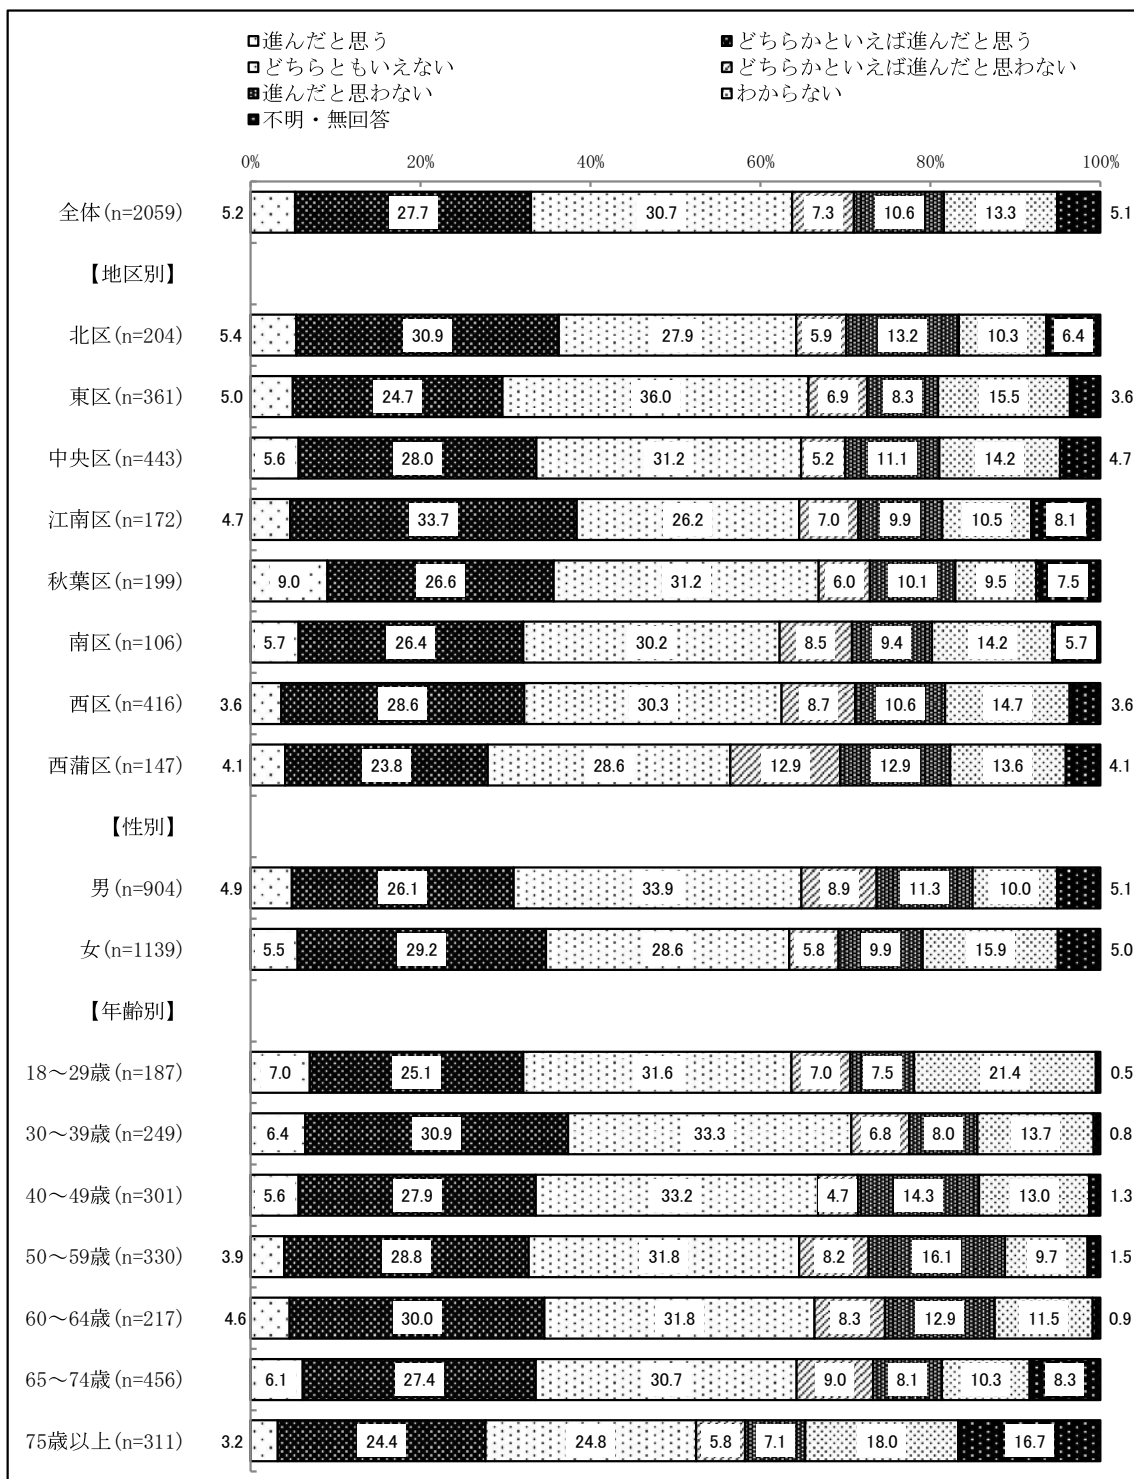 進んだと思う どちらかといえば進んだと思う
どちらともいえない どちらかといえば進んだと思わない
進んだと思わない わからない
不明・無回答
0% 20% 40% 60% 80% 100%
全体(n=2059) 5.2 27.7 30.7 7.3 10.6 13.3 5.1
【地区別】
北区(n=204) 5.4 30.9 27.9 5.9 13.2 10.3 6.4
東区(n=361) 5.0 24.7 36.0 6.9 8.3 15.5 3.6
中央区(n=443) 5.6 28.0 31.2 5.2 11.1 14.2 4.7
江南区(n=172) 4.7 33.7 26.2 7.0 9.9 10.5 8.1
秋葉区(n=199) 9.0 26.6 31.2 6.0 10.1 9.5 7.5
南区(n=106) 5.7 26.4 30.2 8.5 9.4 14.2 5.7
西区(n=416) 3.6 28.6 30.3 8.7 10.6 14.7 3.6
西蒲区(n=147) 4.1 23.8 28.6 12.9 12.9 13.6 4.1
【性別】
男(n=904) 4.9 26.1 33.9 8.9 11.3 10.0 5.1
女(n=1139) 5.5 29.2 28.6 5.8 9.9 15.9 5.0
【年齢別】
18～29歳(n=187) 7.0 25.1 31.6 7.0 7.5 21.4 0.5
30～39歳(n=249) 6.4 30.9 33.3 6.8 8.0 13.7 0.8
40～49歳(n=301) 5.6 27.9 33.2 4.7 14.3 13.0 1.3
50～59歳(n=330) 3.9 28.8 31.8 8.2 16.1 9.7 1.5
60～64歳(n=217) 4.6 30.0 31.8 8.3 12.9 11.5 0.9
65～74歳(n=456) 6.1 27.4 30.7 9.0 8.1 10.3 8.3
75歳以上(n=311) 3.2 24.4 24.8 5.8 7.1 18.0 16.7